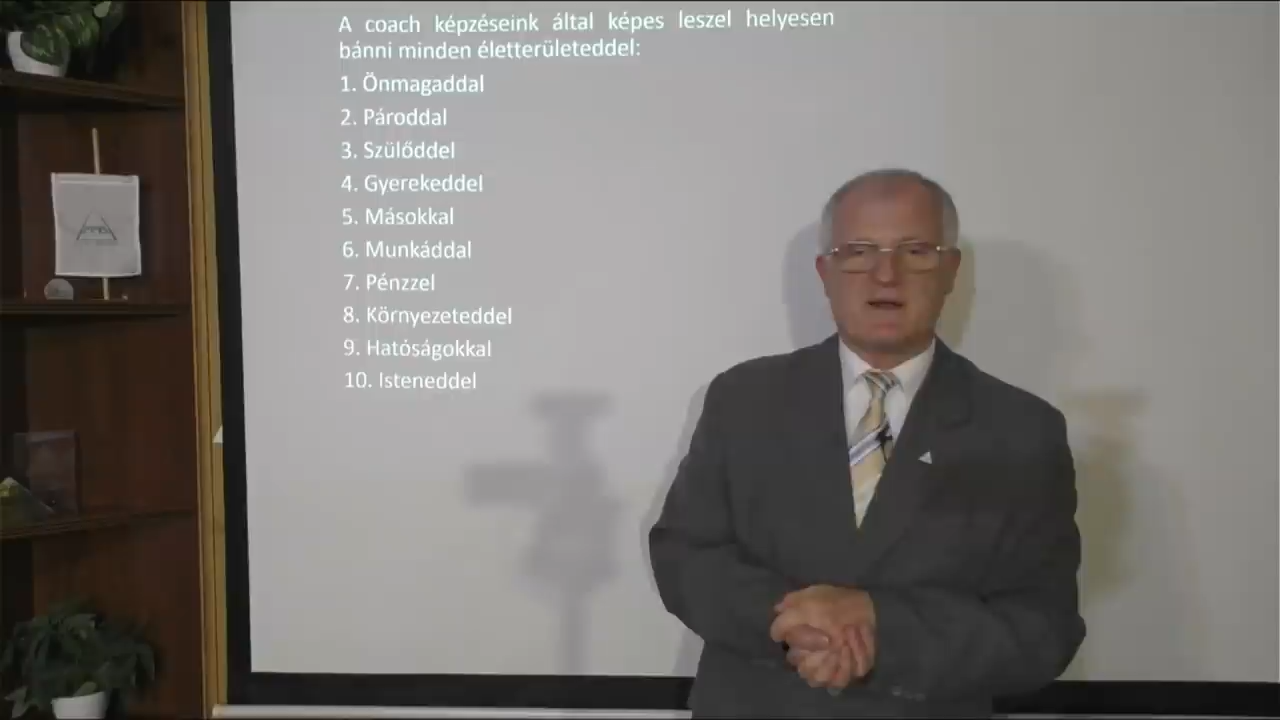 A coach képzéseink által képes leszel helyesen
bánni minden életterületeddel:
1. Önmagaddal
2. Pároddal
3. Szülőddel
4. Gyerekeddel
5. Másokkal
6. Munkáddal
7. Pénzzel
8. Környezeteddel
9. Hatóságokkal
10. Isteneddel